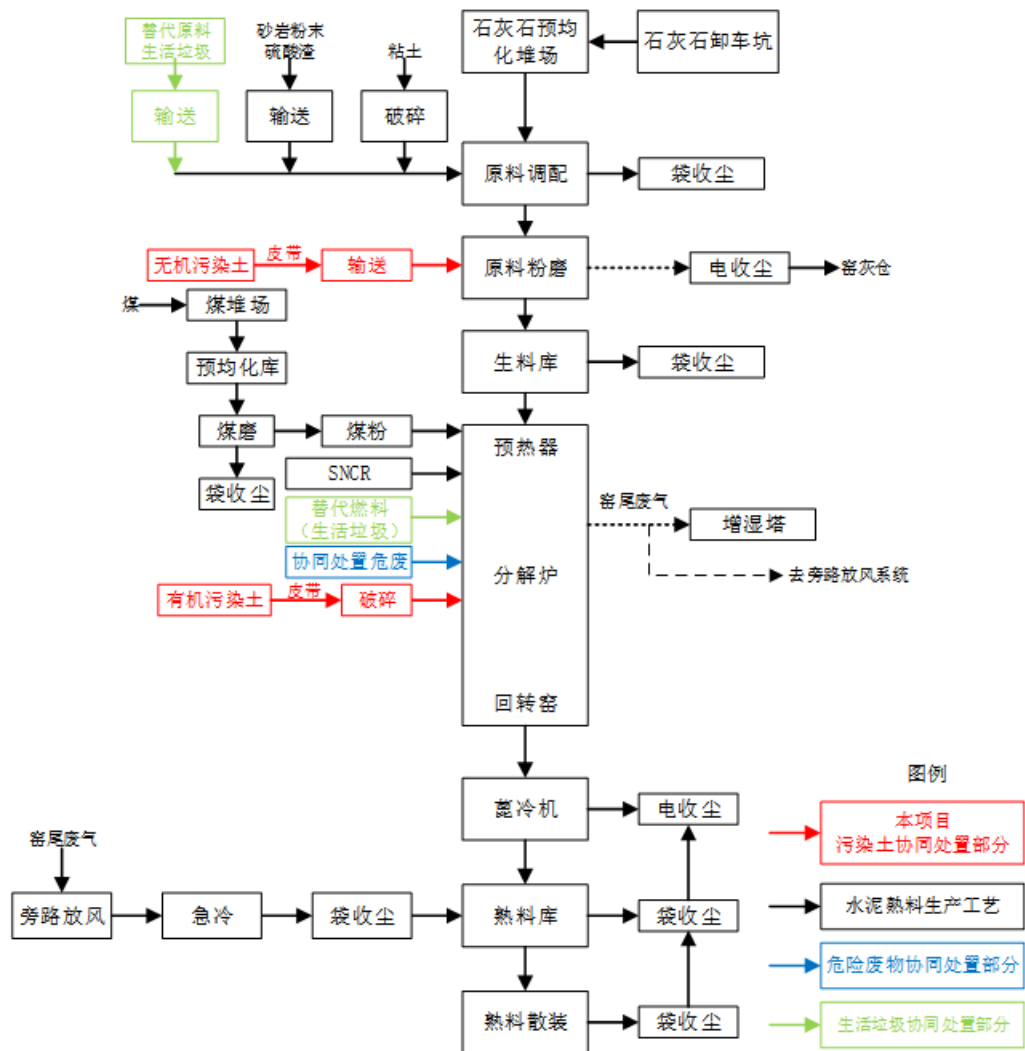 替代原料
生活垃圾
砂岩粉末
硫酸渣
粘土
石灰石预均
化堆场
石灰石卸车坑
输送
输送
破碎
原料调配
袋收尘
无机污染土
皮带
输送
原料粉磨
电收尘
窑灰仓
煤
煤堆场
生料库
袋收尘
预均化库
煤磨
煤粉
预热器
SNCR
袋收尘
替代燃料
（生活垃圾）
窑尾废气
增湿塔
协同处置危废
分解炉
去旁路放风系统
有机污染土
皮带
破碎
回转窑
图例
篦冷机
电收尘
本项目
污染土协同处置部分
窑尾废气
旁路放风
急冷
袋收尘
熟料库
袋收尘
水泥熟料生产工艺
危险废物协同处置部分
熟料散装
袋收尘
生活垃圾协同处置部分